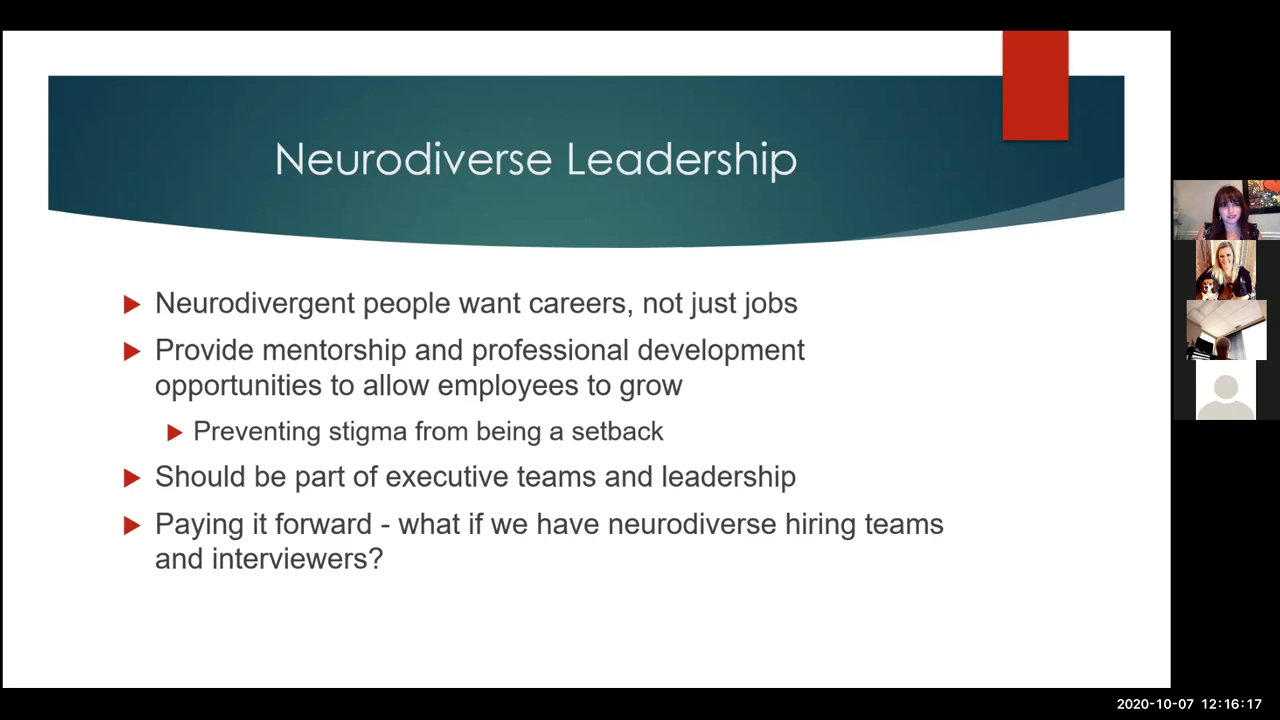 Neurodiverse Leadership
Neurodivergent people want careers, not just jobs
Provide mentorship and professional development
opportunities to allow employees to grow
Preventing stigma from being a setback
Should be part of executive teams and leadership
Paying it forward - what if we have neurodiverse hiring teams
and interviewers?
2020-10-07 12:16:17